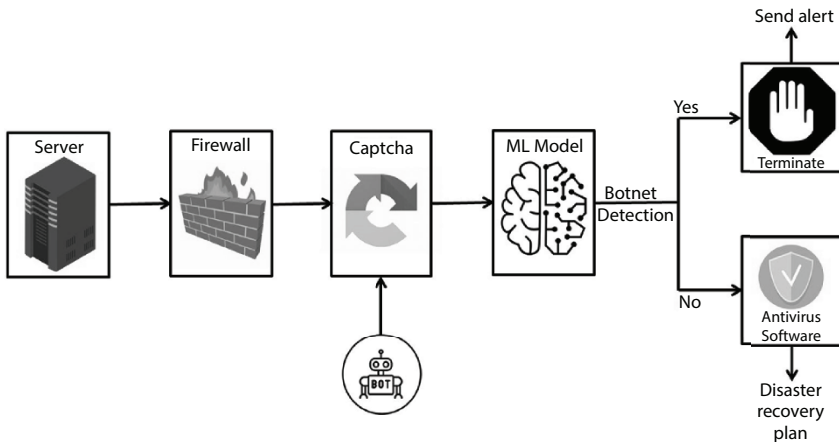 Send alert
Yes
Terminate
Server
Firewall
Captcha
ML Model
Botnet
Detection
No
Antivirus
Software
BOT
Disaster
recovery
plan